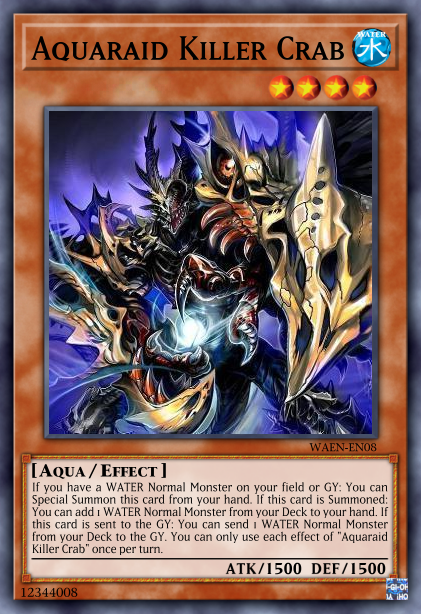 AQUARAID KILLER CRAB
WATER
水
WAEN-EN08
[AQUA / EFFECT]
If you have a WATER Normal Monster on your field or GY: You can
Special Summon this card from your hand. If this card is Summoned:
You can add 1 WATER Normal Monster from your Deck to your hand. If
this card is sent to the GY: You can send 1 WATER Normal Monster
from your Deck to the GY. You can only use each effect of "Aquaraid
Killer Crab" once per turn.
ATK/1500 DEF/1500
12344008